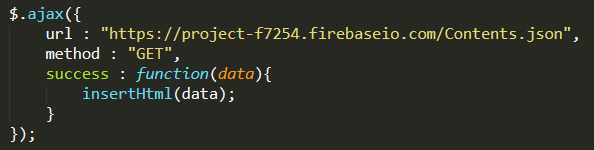 $.ajax({
    url : "https://project-f7254.firebaseio.com/Contents.json",
    method : "GET",
    success : function(data){
        insertHtml(data);
    }
});